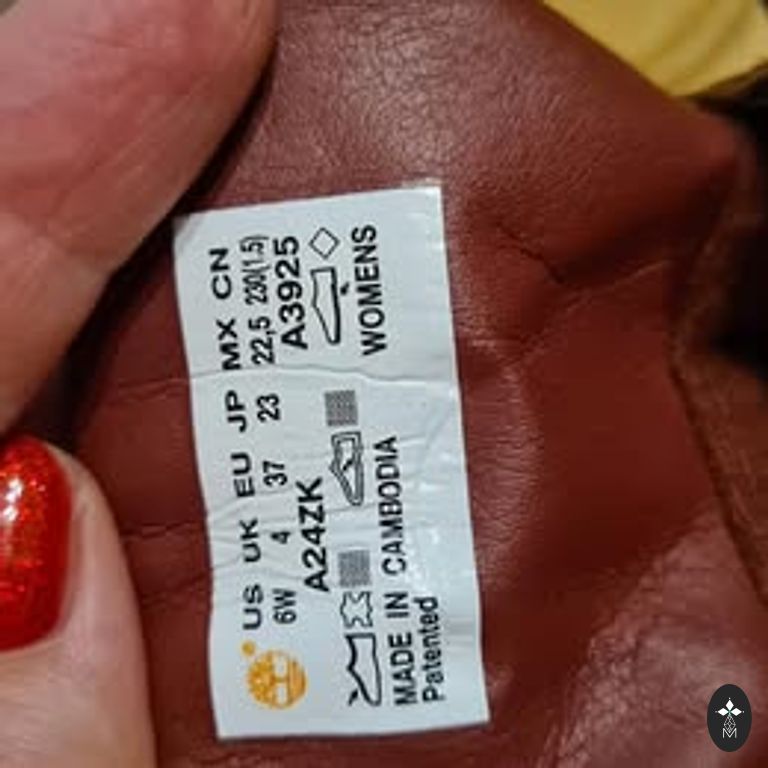 US UK EU JP MX CN
6W 4 37 23 22,5 230(1.5)
A24ZK A3925
MADE IN CAMBODIA WOMENS
Patented
M